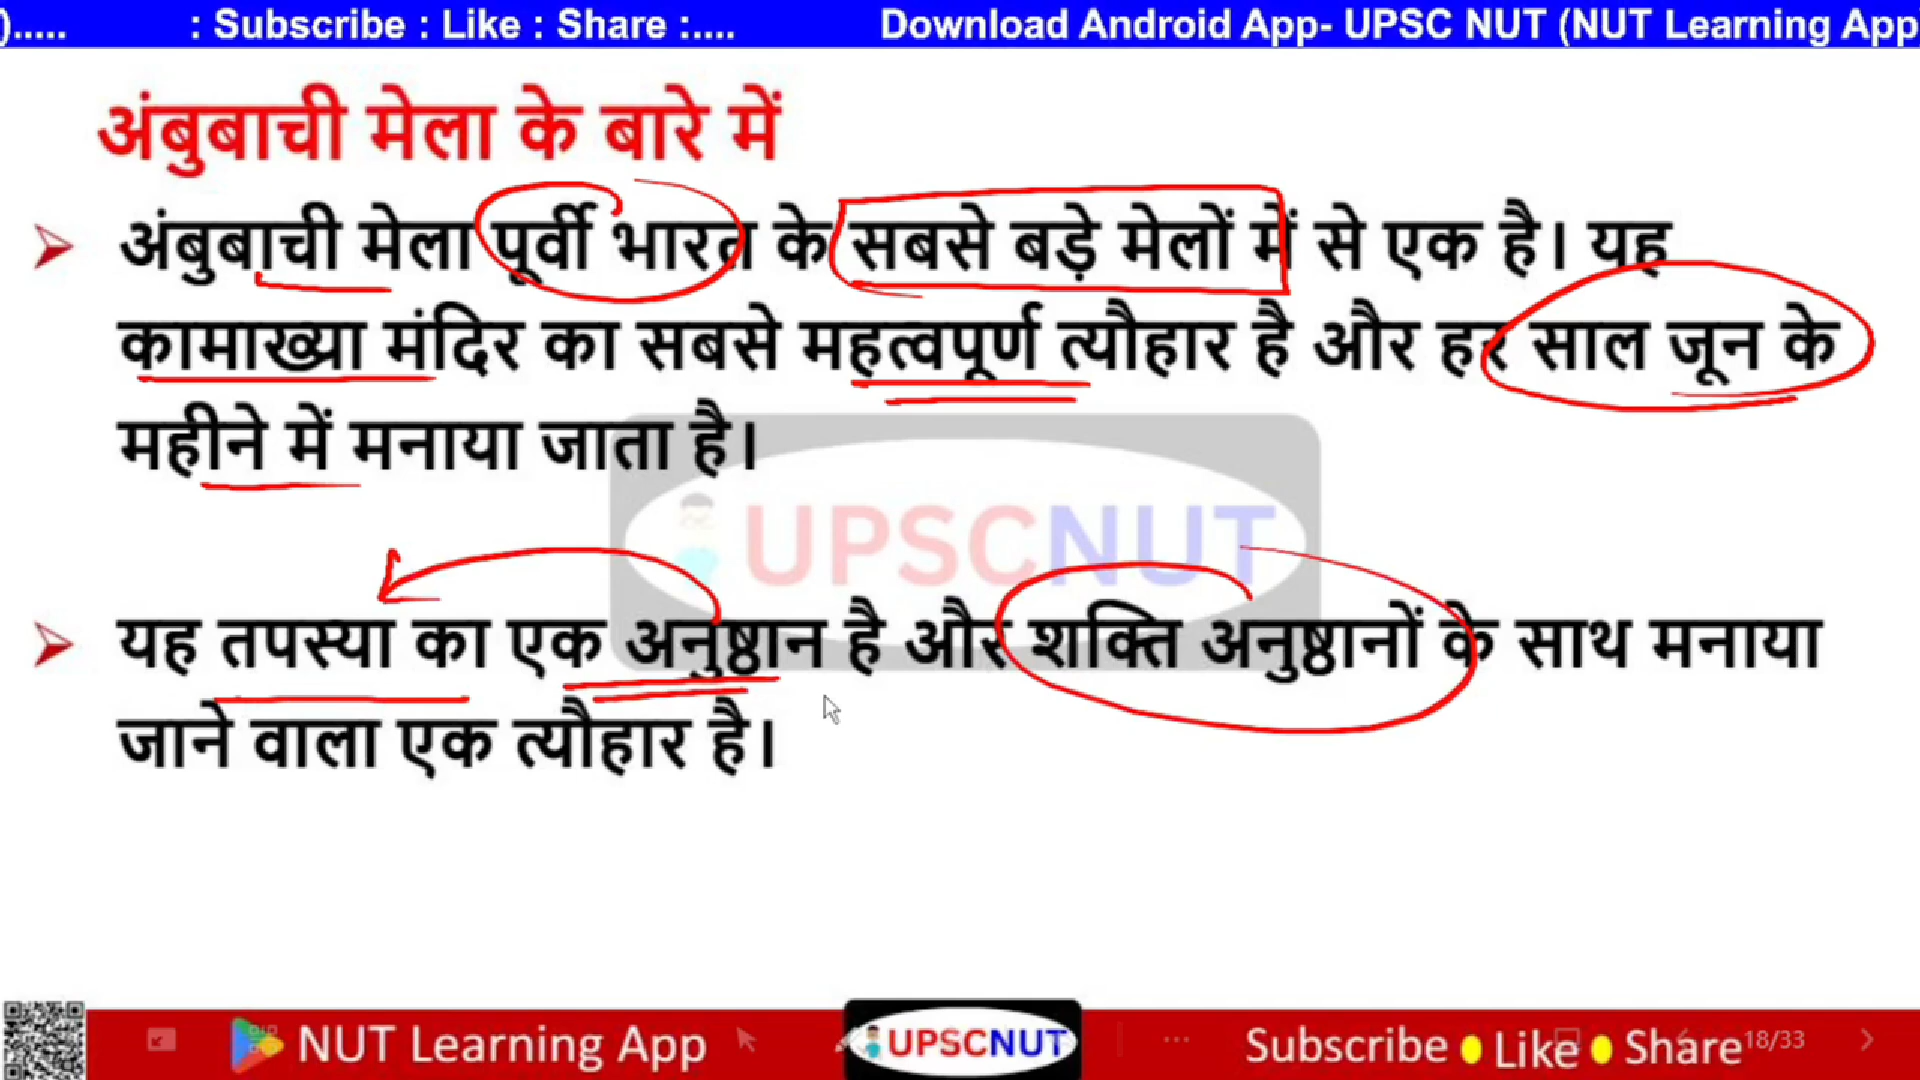 )..... : Subscribe : Like : Share :.... Download Android App- UPSC NUT (NUT Learning App
अंबुबाची मेला के बारे में
अंबुबाची मेला पूर्वी भारत के सबसे बड़े मेलों में से एक है। यह
कामाख्या मंदिर का सबसे महत्वपूर्ण त्यौहार है और हर साल जून के
महीने में मनाया जाता है।
UPSCNUT
यह तपस्या का एक अनुष्ठान है और शक्ति अनुष्ठानों के साथ मनाया
जाने वाला एक त्यौहार है।
NUT Learning App UPSCNUT Subscribe Like Share 18/33